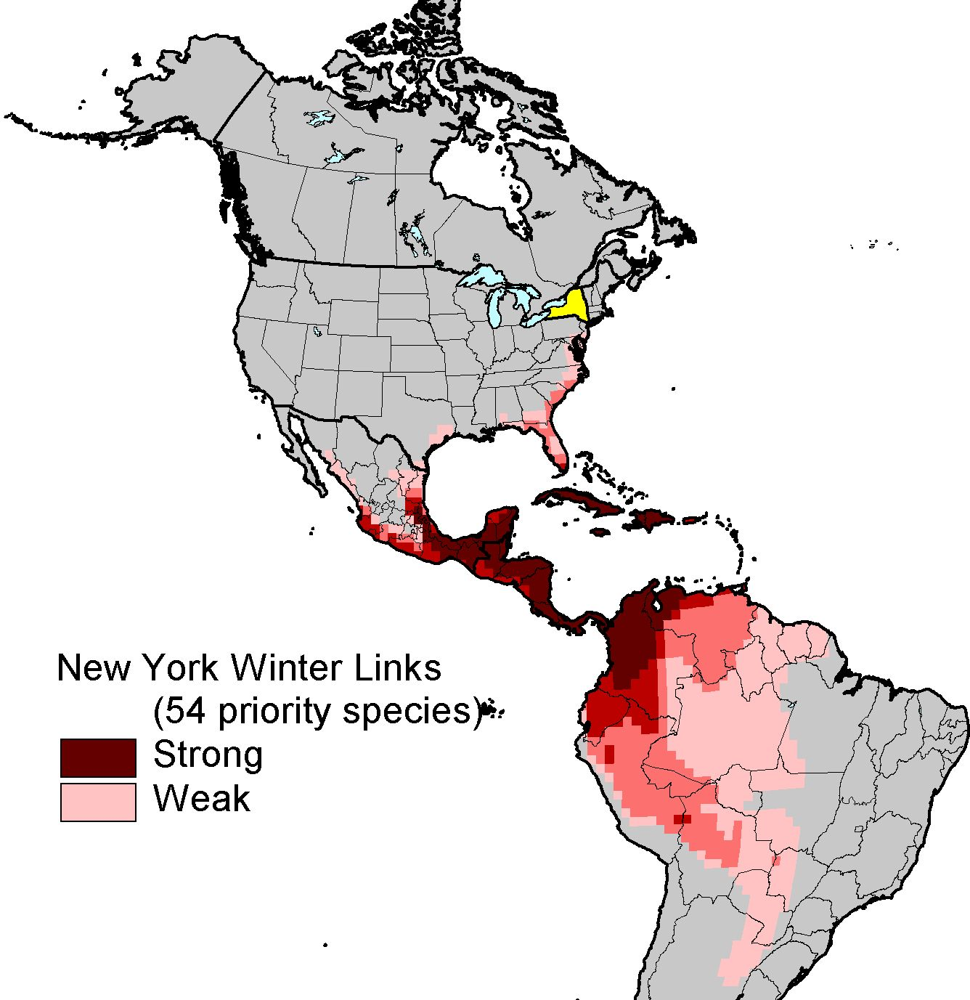 New York Winter Links
(54 priority species)
Strong
Weak